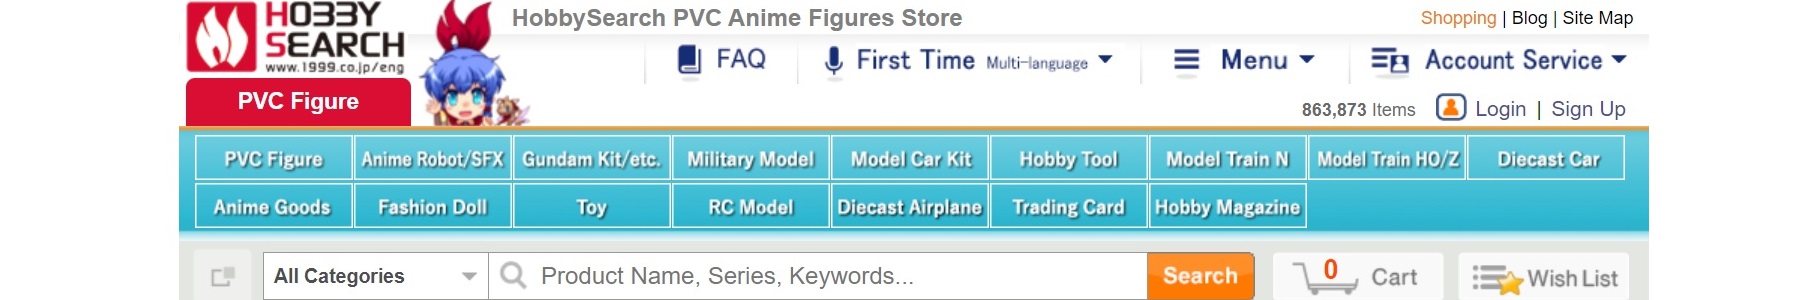 HOBBY SEARCH
www.1999.co.jp/eng
HobbySearch PVC Anime Figures Store
Shopping | Blog | Site Map
FAQ
First Time Multi-language
Menu
Account Service
PVC Figure
863,873 Items
Login | Sign Up
PVC Figure Anime Robot/SFX Gundam Kit/etc. Military Model Model Car Kit Hobby Tool Model Train N Model Train HO/Z Diecast Car
Anime Goods Fashion Doll Toy RC Model Diecast Airplane Trading Card Hobby Magazine
All Categories
Product Name, Series, Keywords...
Search
0 Cart
Wish List